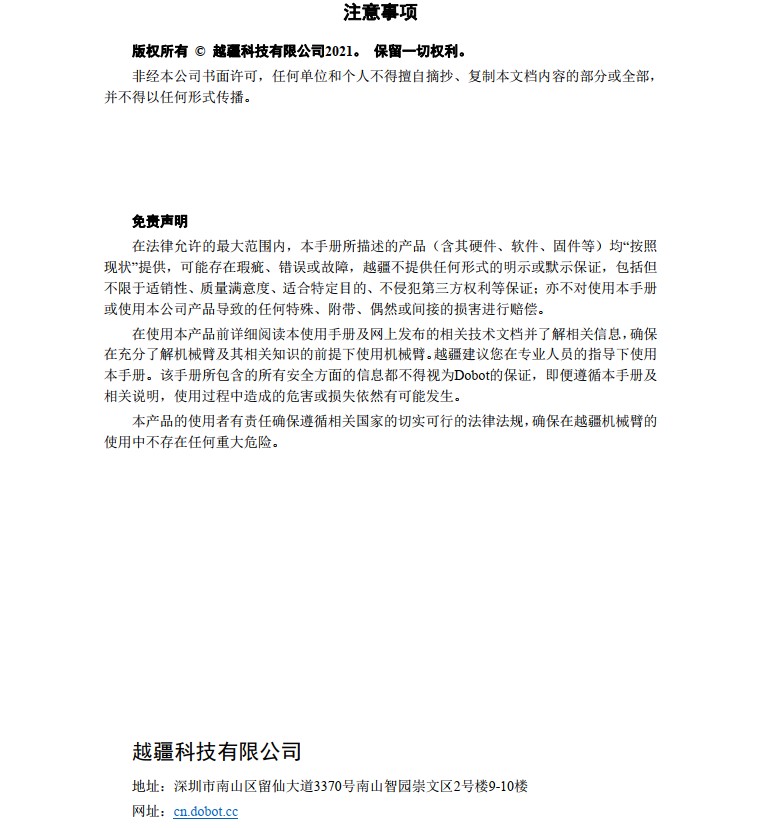 注意事项
版权所有 © 越疆科技有限公司2021。 保留一切权利。
非经本公司书面许可，任何单位和个人不得擅自摘抄、复制本文档内容的部分或全部，
并不得以任何形式传播。
免责声明
在法律允许的最大范围内，本手册所描述的产品（含其硬件、软件、固件等）均“按照
现状”提供，可能存在瑕疵、错误或故障，越疆不提供任何形式的明示或默示保证，包括但
不限于适销性、质量满意度、适合特定目的、不侵犯第三方权利等保证；亦不对使用本手册
或使用本公司产品导致的任何特殊、附带、偶然或间接的损害进行赔偿。
在使用本产品前详细阅读本使用手册及网上发布的相关技术文档并了解相关信息，确保
在充分了解机械臂及其相关知识的前提下使用机械臂。越疆建议您在专业人员的指导下使用
本手册。该手册所包含的所有安全方面的信息都不得视为Dobot的保证，即便遵循本手册及
相关说明，使用过程中造成的危害或损失依然有可能发生。
本产品的使用者有责任确保遵循相关国家的切实可行的法律法规，确保在越疆机械臂的
使用中不存在任何重大危险。
越疆科技有限公司
地址：深圳市南山区留仙大道3370号南山智园崇文区2号楼9-10楼
网址：cn.dobot.cc